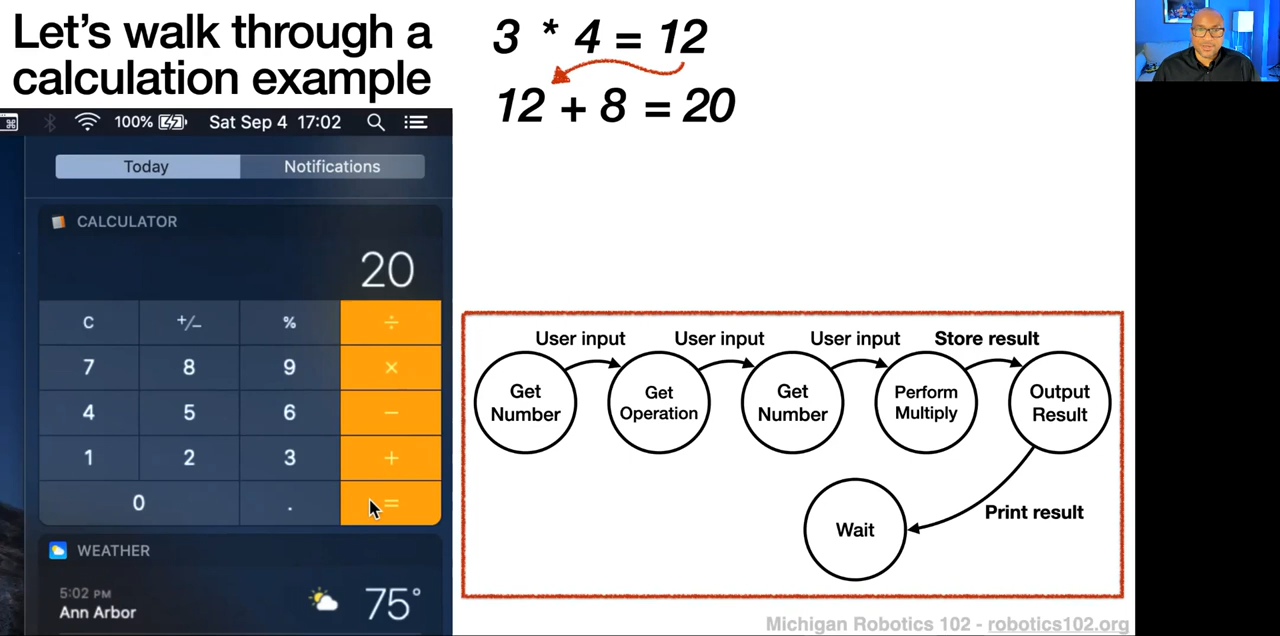 Let's walk through a
calculation example
3 * 4 = 12
12 + 8 = 20
100% Sat Sep 4 17:02
Today Notifications
CALCULATOR
20
C +/- % ÷
7 8 9 ×
4 5 6 −
1 2 3 +
0 . =
WEATHER
5:02 PM
Ann Arbor
75°
User input User input User input Store result
Get
Number
Get
Operation
Get
Number
Perform
Multiply
Output
Result
Print result
Wait
Michigan Robotics 102 - robotics102.org